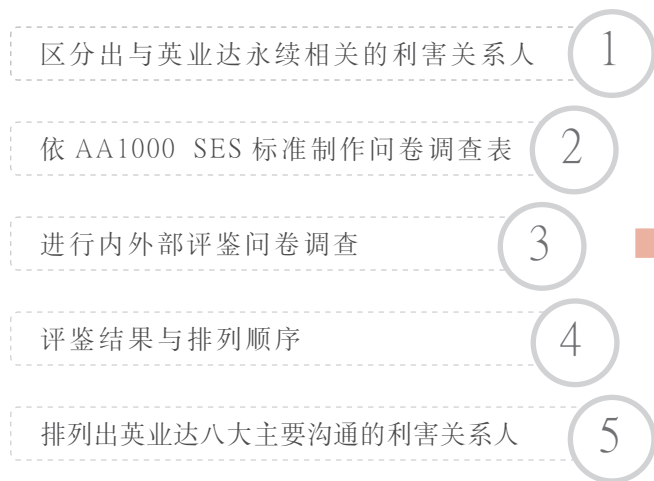 区分出与英业达永续相关的利害关系人 1
依 AA1000 SES 标准制作问卷调查表 2
进行内外部评鉴问卷调查 3
评鉴结果与排列顺序 4
排列出英业达八大主要沟通的利害关系人 5